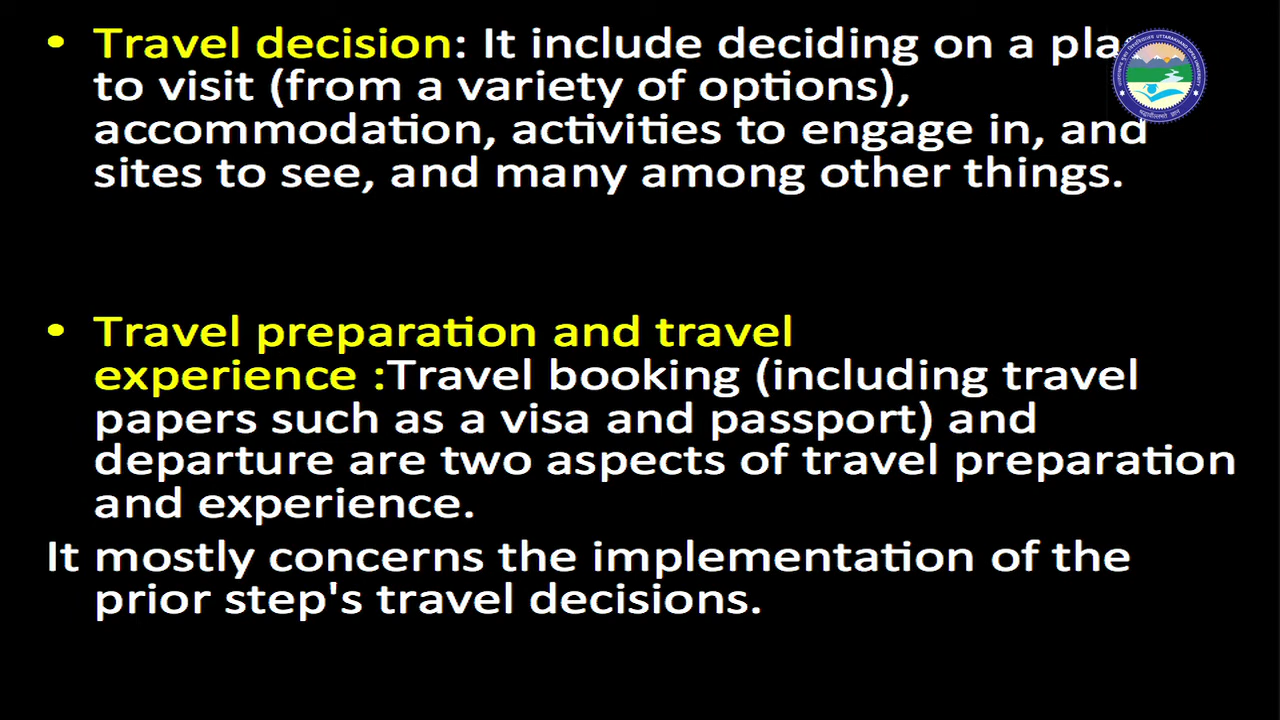 • Travel decision: It include deciding on a
to visit (from a variety of options),
accommodation, activities to engage in, and
sites to see, and many among other things.
• Travel preparation and travel
experience :Travel booking (including travel
papers such as a visa and passport) and
departure are two aspects of travel preparation
and experience.
It mostly concerns the implementation of the
prior step's travel decisions.
UTTARAKHAND OPEN UNIVERSITY